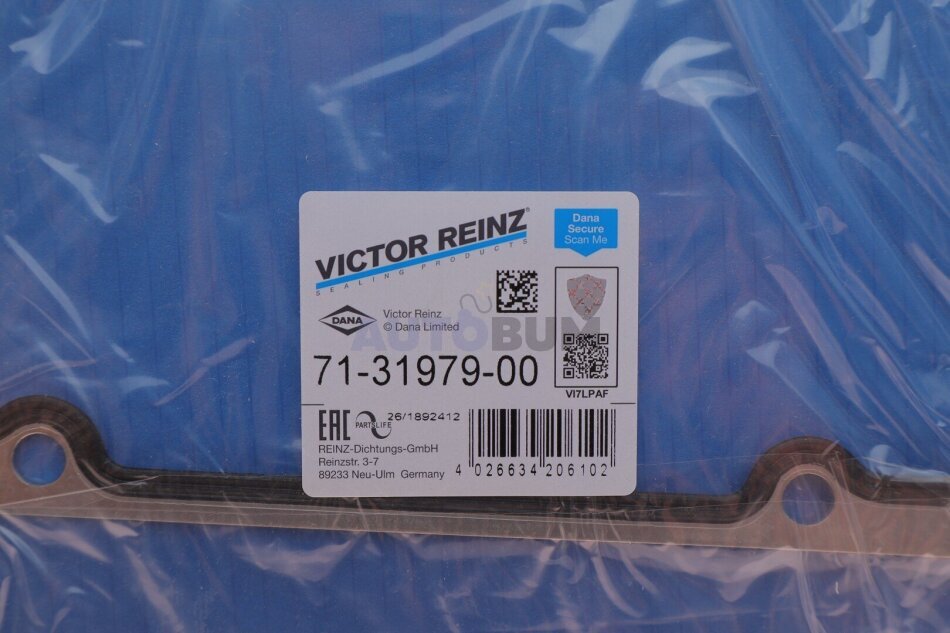 VICTOR REINZ®
SEALING PRODUCTS
Dana
Secure
Scan Me
DANA
Victor Reinz
© Dana Limited
AUTOBUM
71-31979-00
VI7LPAF
EAC
PARTSLIFE
26/1892412
REINZ-Dichtungs-GmbH
Reinzstr. 3-7
89233 Neu-Ulm Germany
4 026634 206102